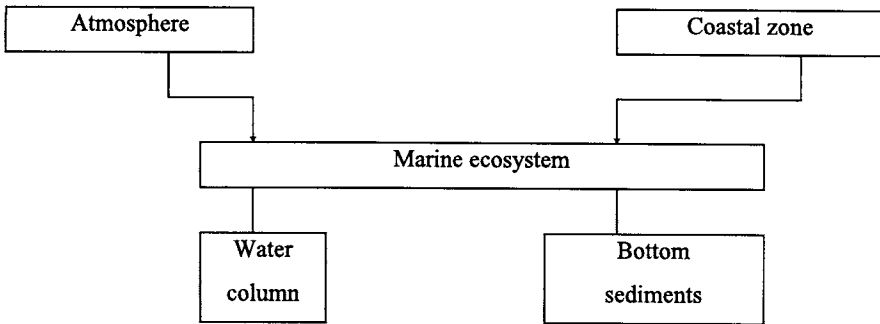 Atmosphere
Coastal zone
Marine ecosystem
Water
column
Bottom
sediments